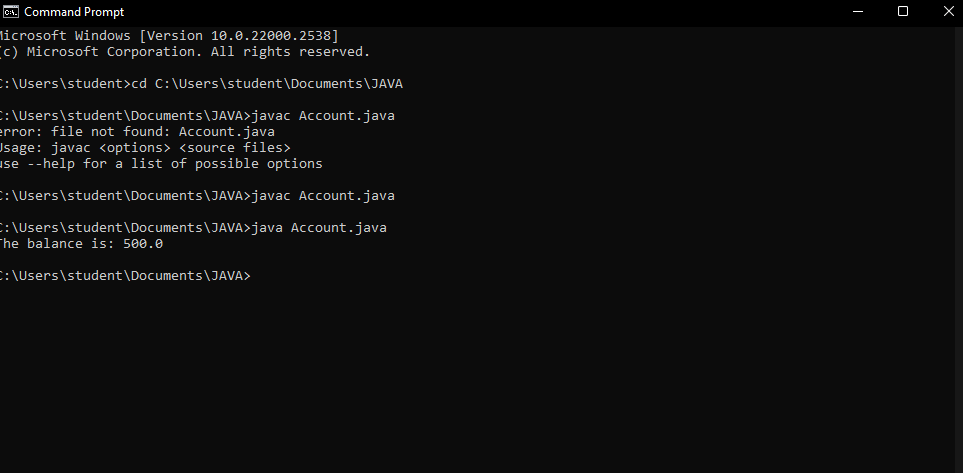 Command Prompt
Microsoft Windows [Version 10.0.22000.2538]
(c) Microsoft Corporation. All rights reserved.
C:\Users\student>cd C:\Users\student\Documents\JAVA
C:\Users\student\Documents\JAVA>javac Account.java
error: file not found: Account.java
Usage: javac <options> <source files>
use --help for a list of possible options
C:\Users\student\Documents\JAVA>javac Account.java
C:\Users\student\Documents\JAVA>java Account.java
The balance is: 500.0
C:\Users\student\Documents\JAVA>